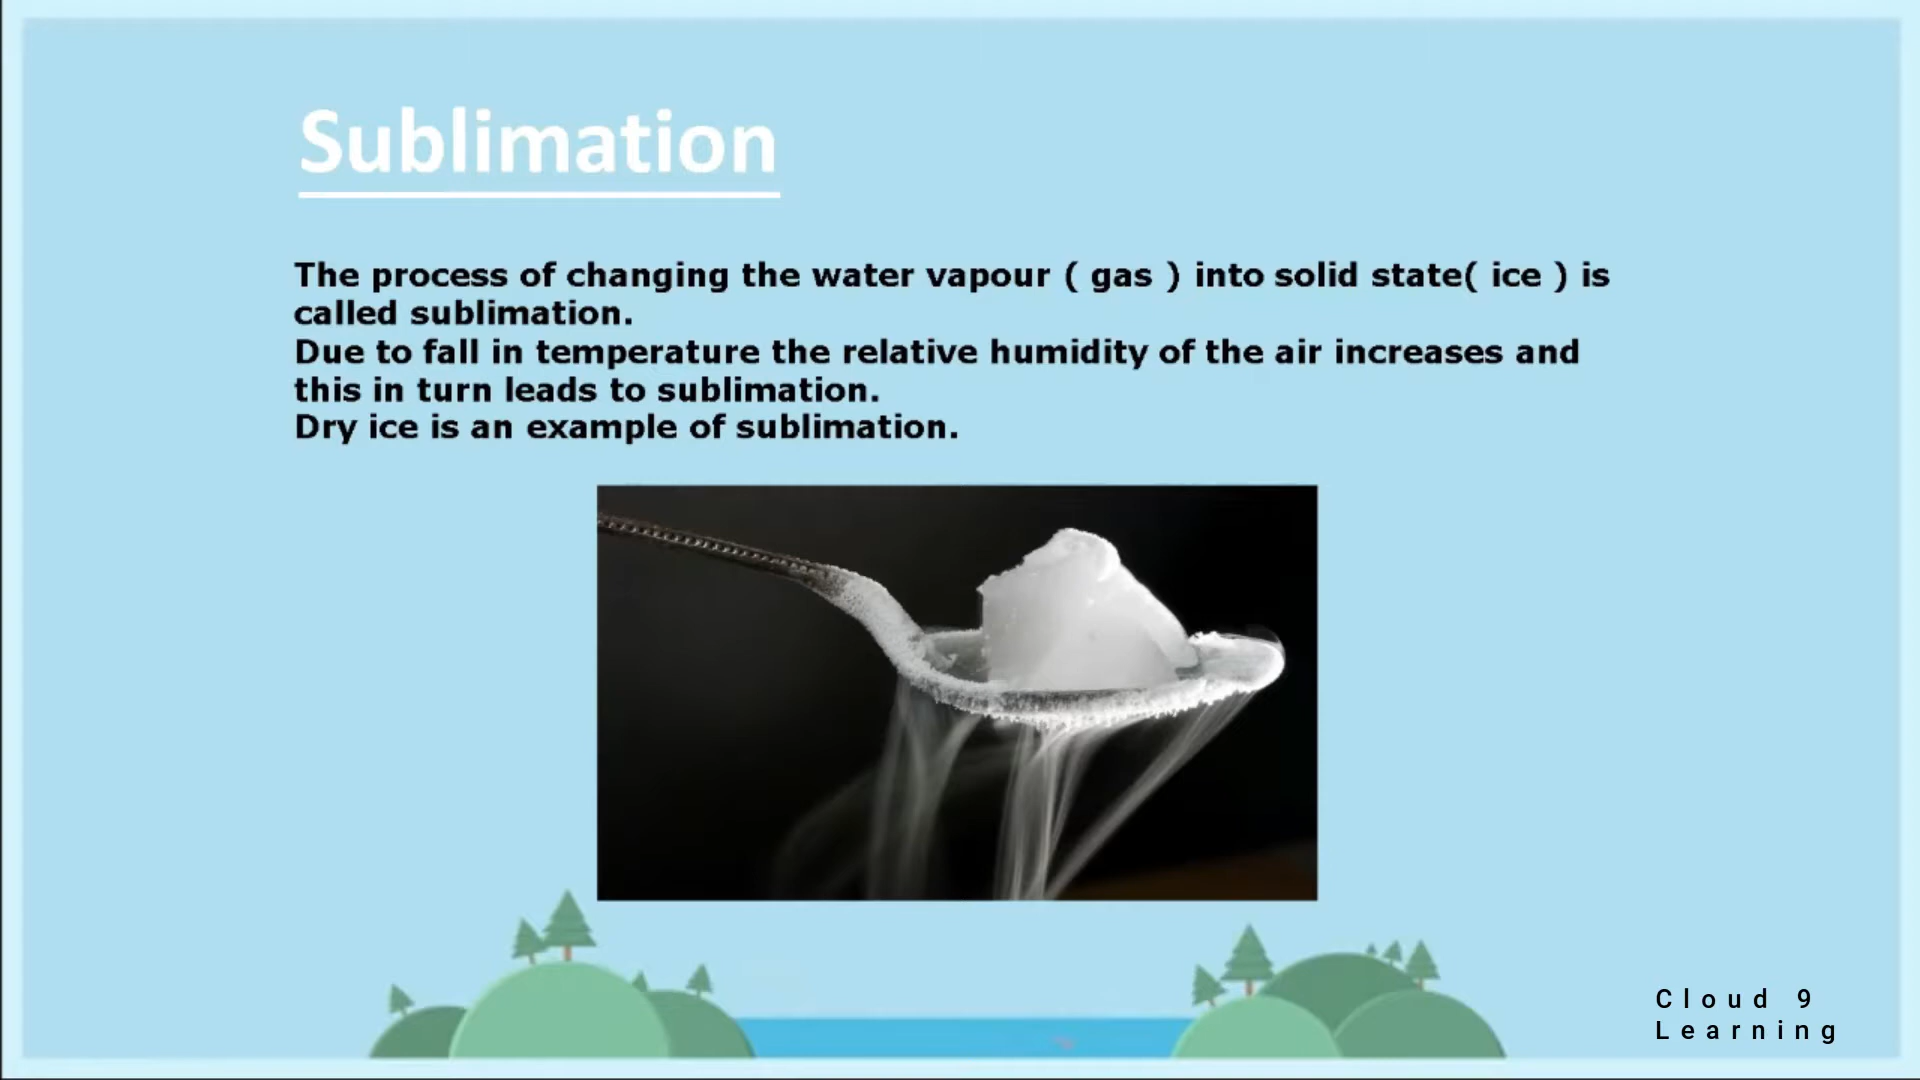 Sublimation
The process of changing the water vapour ( gas ) into solid state( ice ) is
called sublimation.
Due to fall in temperature the relative humidity of the air increases and
this in turn leads to sublimation.
Dry ice is an example of sublimation.
Cloud 9
Learning